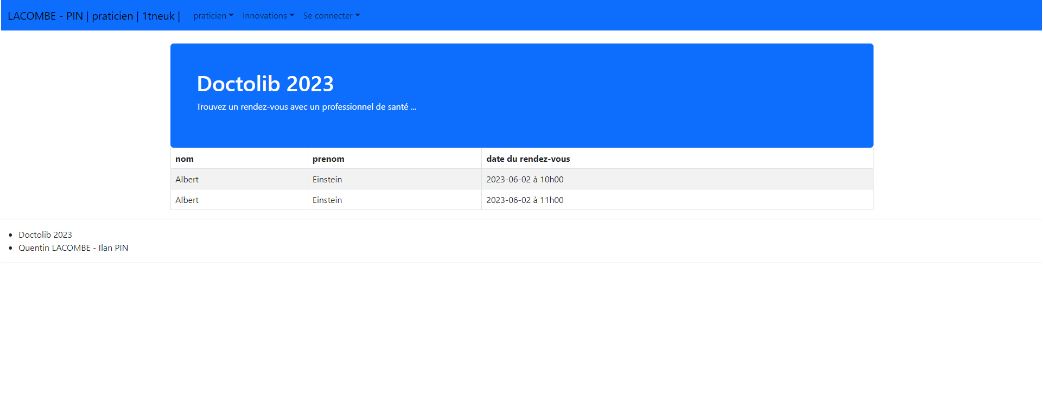 LACOMBE - PIN | praticien | 1tneuk | praticien Innovations Se connecter
Doctolib 2023
Trouvez un rendez-vous avec un professionnel de santé ...
nom prenom date du rendez-vous
Albert Einstein 2023-06-02 à 10h00
Albert Einstein 2023-06-02 à 11h00
Doctolib 2023
Quentin LACOMBE - Ilan PIN